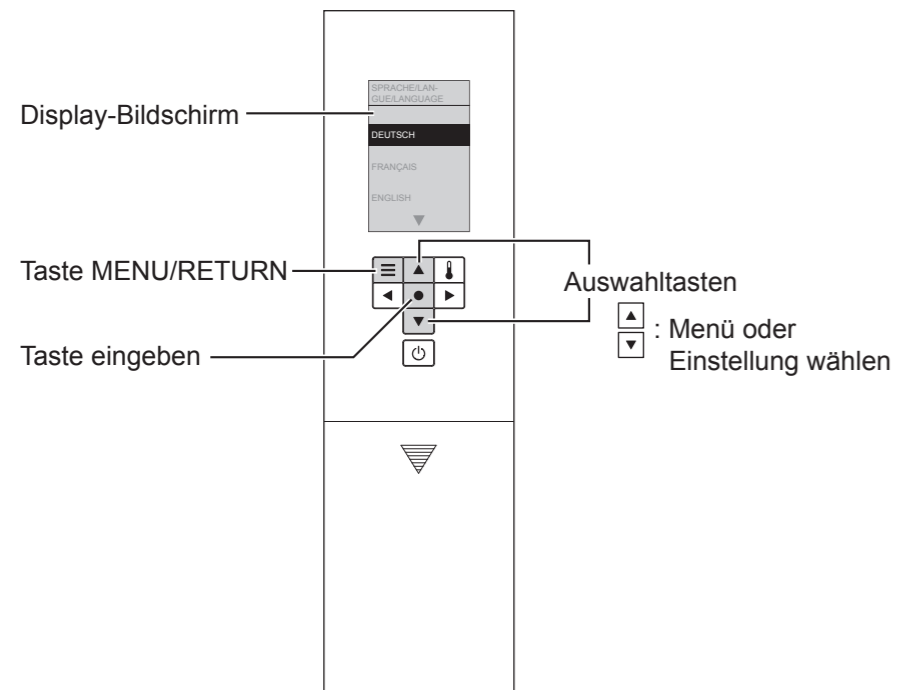 SPRACHE/LAN-
GUE/LANGUAGE
Display-Bildschirm
DEUTSCH
FRANÇAIS
ENGLISH
Taste MENU/RETURN
Auswahltasten
: Menü oder
Einstellung wählen
Taste eingeben